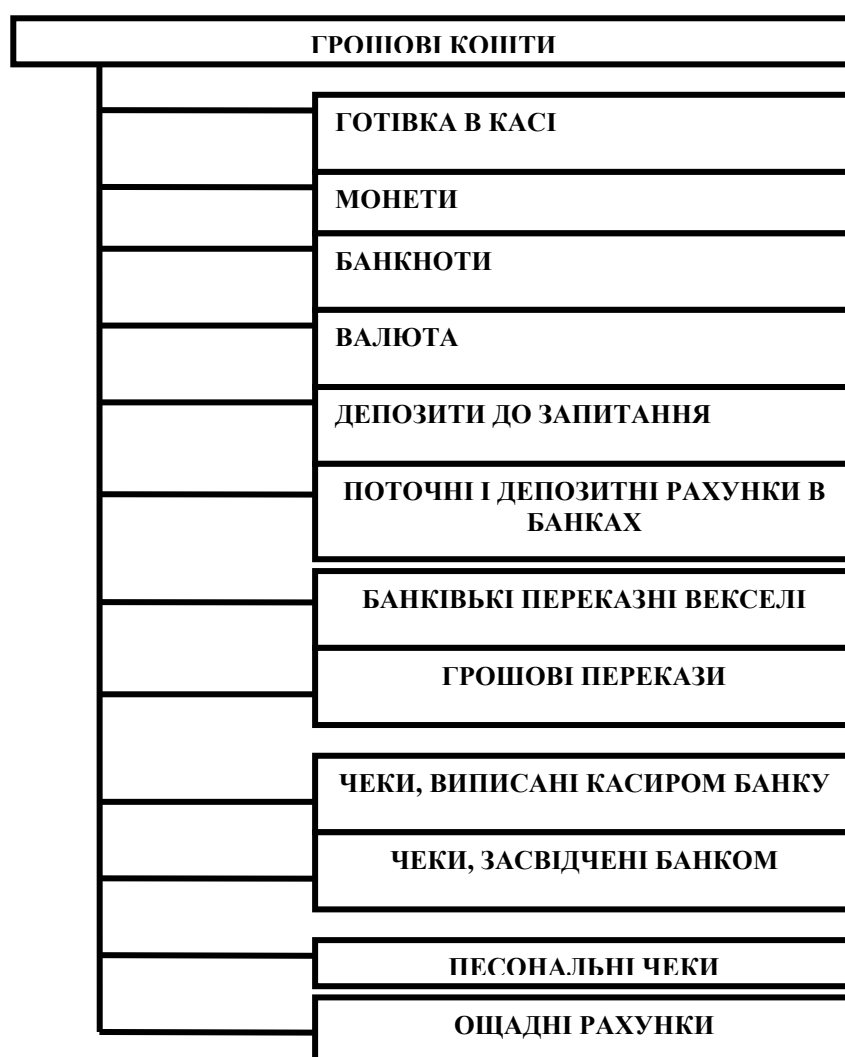 ГРОШОВІ КОШТИ
ГОТІВКА В КАСІ
МОНЕТИ
БАНКНОТИ
ВАЛЮТА
ДЕПОЗИТИ ДО ЗАПИТАННЯ
ПОТОЧНІ І ДЕПОЗИТНІ РАХУНКИ В
БАНКАХ
БАНКІВЬКІ ПЕРЕКАЗНІ ВЕКСЕЛІ
ГРОШОВІ ПЕРЕКАЗИ
ЧЕКИ, ВИПИСАНІ КАСИРОМ БАНКУ
ЧЕКИ, ЗАСВІДЧЕНІ БАНКОМ
ПЕСОНАЛЬНІ ЧЕКИ
ОЩАДНІ РАХУНКИ